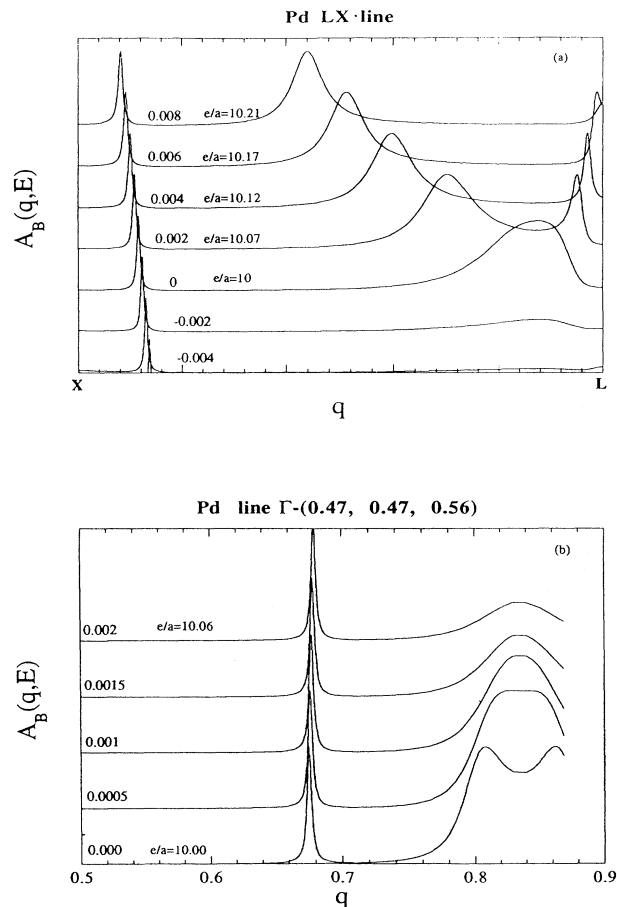 Pd LX·line
(a)
0.008 e/a=10.21
0.006 e/a=10.17
0.004 e/a=10.12
0.002 e/a=10.07
0 e/a=10
-0.002
-0.004
A_B(q,E)
X L
q
Pd line Γ-(0.47, 0.47, 0.56)
(b)
0.002 e/a=10.06
0.0015
0.001
0.0005
0.000 e/a=10.00
A_B(q,E)
0.5 0.6 0.7 0.8 0.9
q